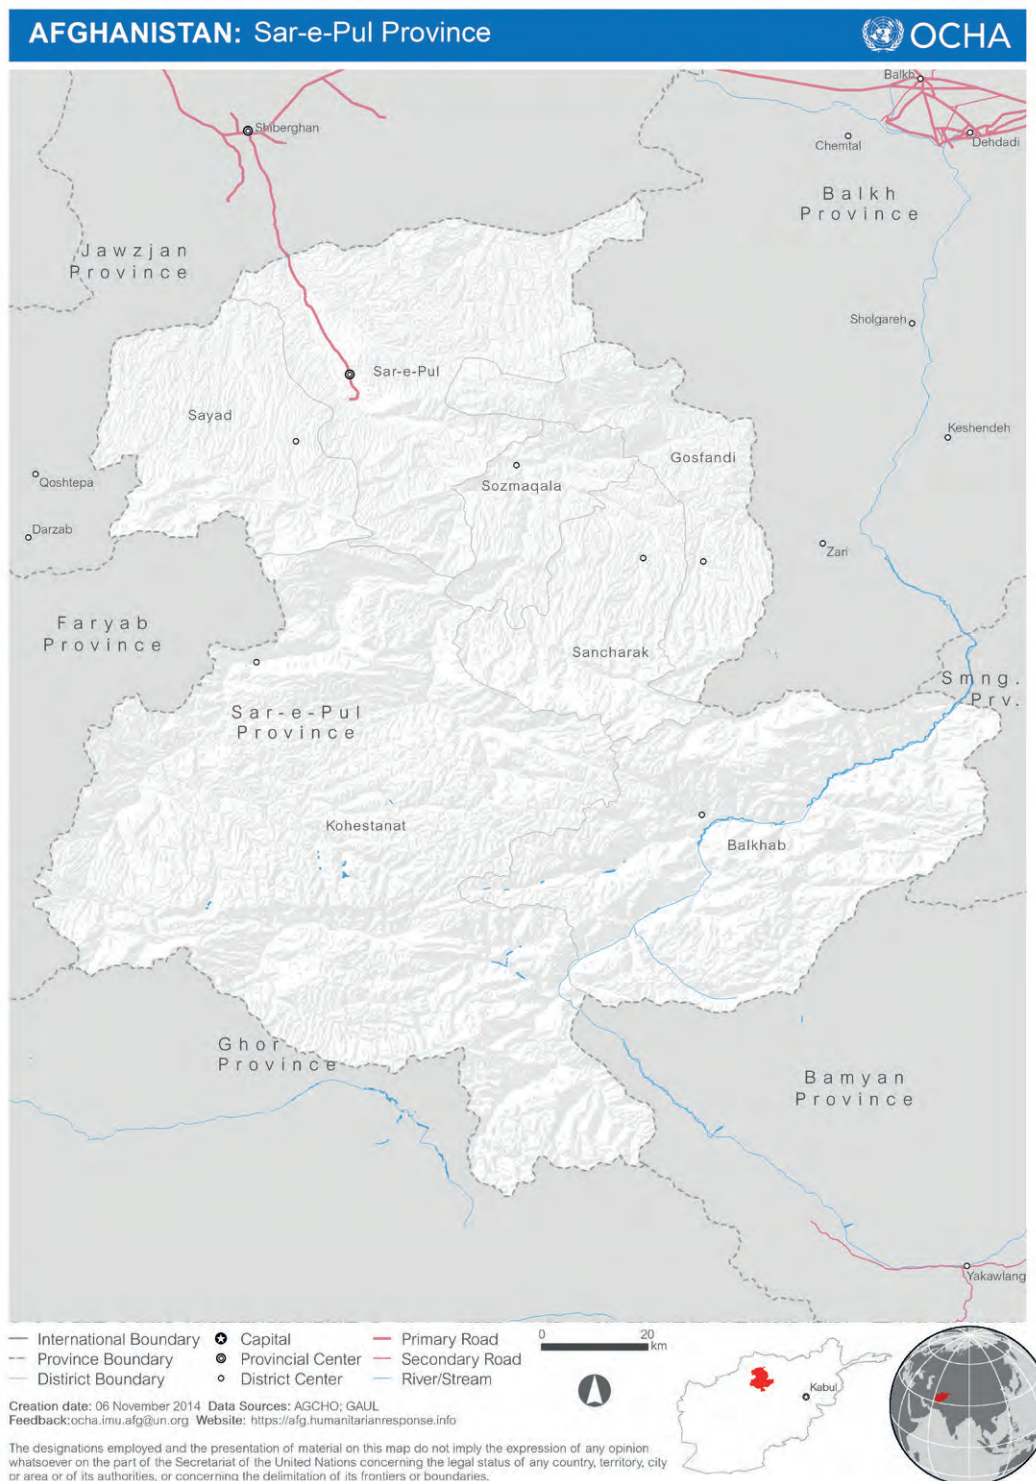 AFGHANISTAN: Sar-e-Pul Province
OCHA
Balkh
Shiberghan
Chemtal
Dehdadi
Balkh
Province
Jawzjan
Province
Sholgareh
Sar-e-Pul
Sayad
Keshendeh
Gosfandi
Qoshtepa
Sozmaqala
Darzab
Zari
Faryab
Province
Sancharak
Smng.
Prv.
Sar-e-Pul
Province
Kohestanat
Balkhab
Ghor
Province
Bamyan
Province
Yakawlang
International Boundary
Province Boundary
District Boundary
Capital
Provincial Center
District Center
Primary Road
Secondary Road
River/Stream
0 20
km
Kabul
Creation date: 06 November 2014 Data Sources: AGCHO; GAUL
Feedback:ocha.imu.afg@un.org Website: https://afg.humanitarianresponse.info
The designations employed and the presentation of material on this map do not imply the expression of any opinion
whatsoever on the part of the Secretariat of the United Nations concerning the legal status of any country, territory, city
or area or of its authorities, or concerning the delimitation of its frontiers or boundaries.